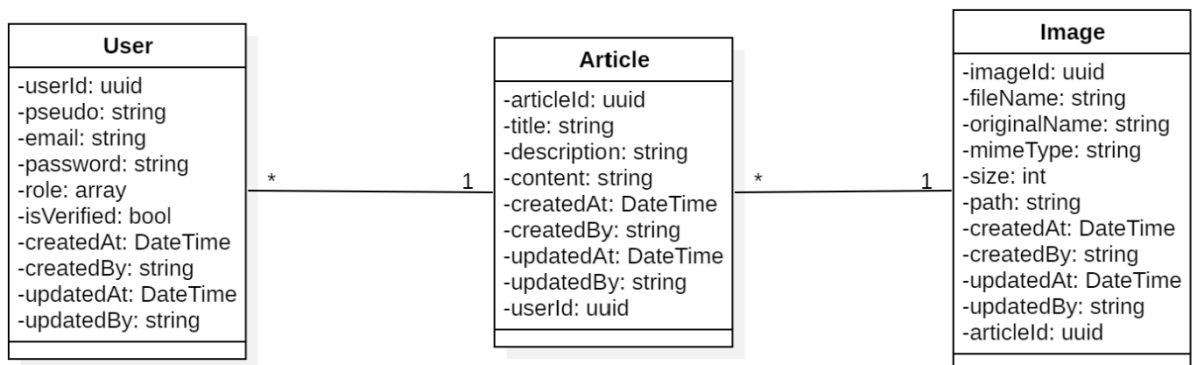 User
-userId: uuid
-pseudo: string
-email: string
-password: string
-role: array
-isVerified: bool
-createdAt: DateTime
-createdBy: string
-updatedAt: DateTime
-updatedBy: string
*
1
Article
-articleId: uuid
-title: string
-description: string
-content: string
-createdAt: DateTime
-createdBy: string
-updatedAt: DateTime
-updatedBy: string
-userId: uuid
*
1
Image
-imageId: uuid
-fileName: string
-originalName: string
-mimeType: string
-size: int
-path: string
-createdAt: DateTime
-createdBy: string
-updatedAt: DateTime
-updatedBy: string
-articleId: uuid